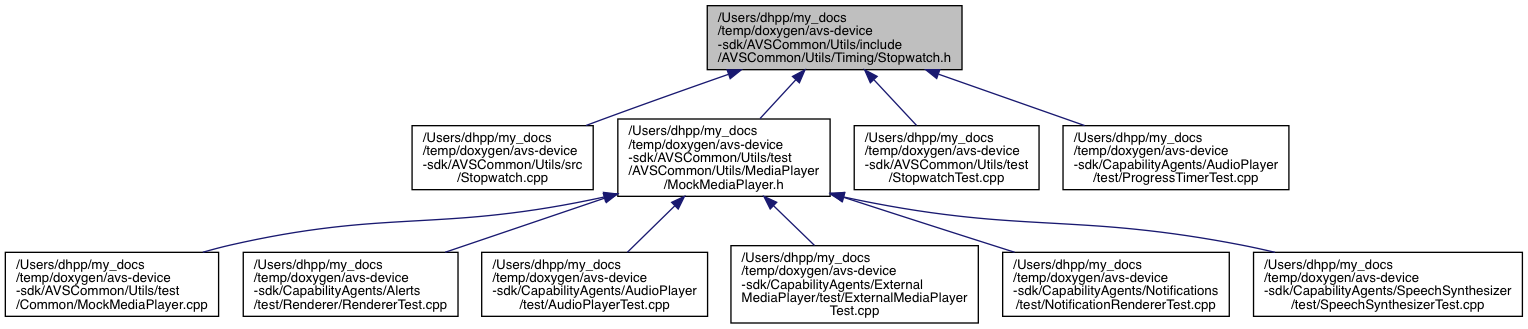 /Users/dhpp/my_docs
/temp/doxygen/avs-device
-sdk/AVSCommon/Utils/include
/AVSCommon/Utils/Timing/Stopwatch.h
/Users/dhpp/my_docs
/temp/doxygen/avs-device
-sdk/AVSCommon/Utils/src
/Stopwatch.cpp
/Users/dhpp/my_docs
/temp/doxygen/avs-device
-sdk/AVSCommon/Utils/test
/AVSCommon/Utils/MediaPlayer
/MockMediaPlayer.h
/Users/dhpp/my_docs
/temp/doxygen/avs-device
-sdk/AVSCommon/Utils/test
/StopwatchTest.cpp
/Users/dhpp/my_docs
/temp/doxygen/avs-device
-sdk/CapabilityAgents/AudioPlayer
/test/ProgressTimerTest.cpp
/Users/dhpp/my_docs
/temp/doxygen/avs-device
-sdk/AVSCommon/Utils/test
/Common/MockMediaPlayer.cpp
/Users/dhpp/my_docs
/temp/doxygen/avs-device
-sdk/CapabilityAgents/Alerts
/test/Renderer/RendererTest.cpp
/Users/dhpp/my_docs
/temp/doxygen/avs-device
-sdk/CapabilityAgents/AudioPlayer
/test/AudioPlayerTest.cpp
/Users/dhpp/my_docs
/temp/doxygen/avs-device
-sdk/CapabilityAgents/External
MediaPlayer/test/ExternalMediaPlayer
Test.cpp
/Users/dhpp/my_docs
/temp/doxygen/avs-device
-sdk/CapabilityAgents/Notifications
/test/NotificationRendererTest.cpp
/Users/dhpp/my_docs
/temp/doxygen/avs-device
-sdk/CapabilityAgents/SpeechSynthesizer
/test/SpeechSynthesizerTest.cpp